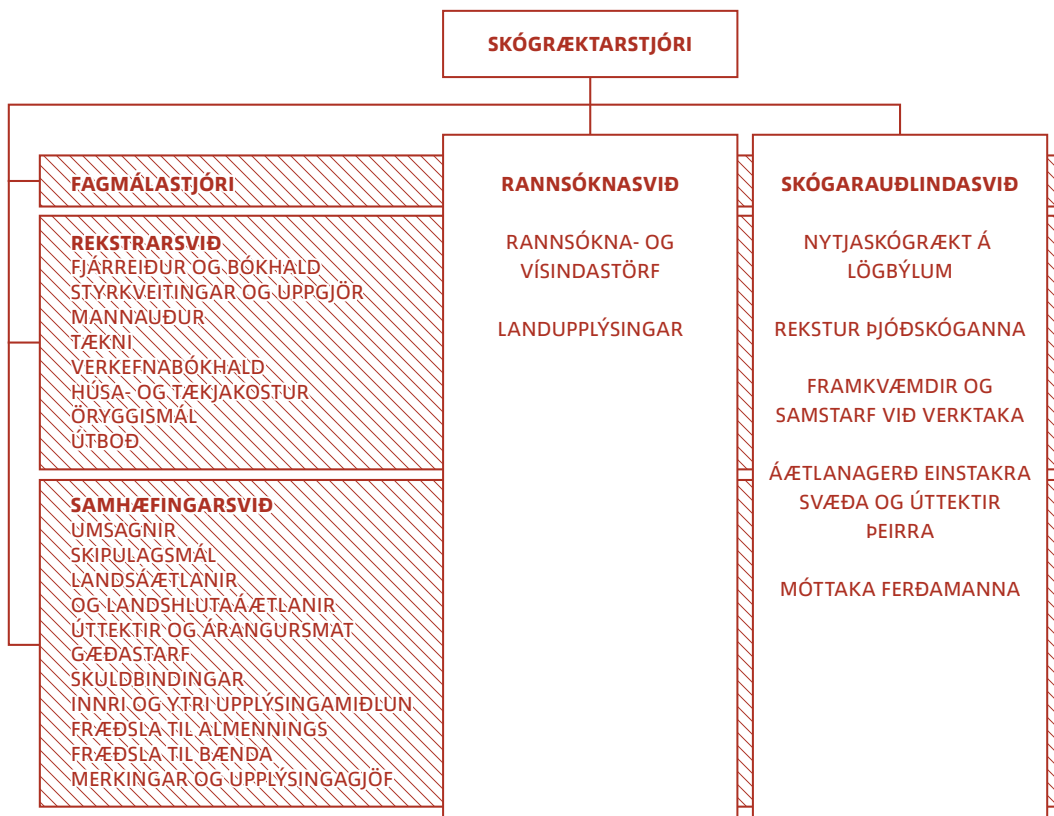 SKÓGRÆKTARSTJÓRI
FAGMÁLASTJÓRI
REKSTRARSVIÐ
FJÁRREIÐUR OG BÓKHALD
STYRKVEITINGAR OG UPPGJÖR
MANNAUÐUR
TÆKNI
VERKEFNABÓKHALD
HÚSA- OG TÆKJAKOSTUR
ÖRYGGISMÁL
ÚTBOÐ
SAMHÆFINGARSVIÐ
UMSAGNIR
SKIPULAGSMÁL
LANDSÁÆTLANIR
OG LANDSHLUTAÁÆTLANIR
ÚTTEKTIR OG ÁRANGURSMAT
GÆÐASTARF
SKULDBINDINGAR
INNRI OG YTRI UPPLÝSINGAMIÐLUN
FRÆÐSLA TIL ALMENNINGS
FRÆÐSLA TIL BÆNDA
MERKINGAR OG UPPLÝSINGAGJÖF
RANNSÓKNASVIÐ
RANNSÓKNA- OG
VÍSINDASTÖRF
LANDUPPLÝSINGAR
SKÓGARAUÐLINDASVIÐ
NYTJASKÓGRÆKT Á
LÖGBÝLUM
REKSTUR ÞJÓÐSKÓGANNA
FRAMKVÆMDIR OG
SAMSTARF VIÐ VERKTAKA
ÁÆTLANAGERÐ EINSTAKRA
SVÆÐA OG ÚTTEKTIR
ÞEIRRA
MÓTTAKA FERÐAMANNA